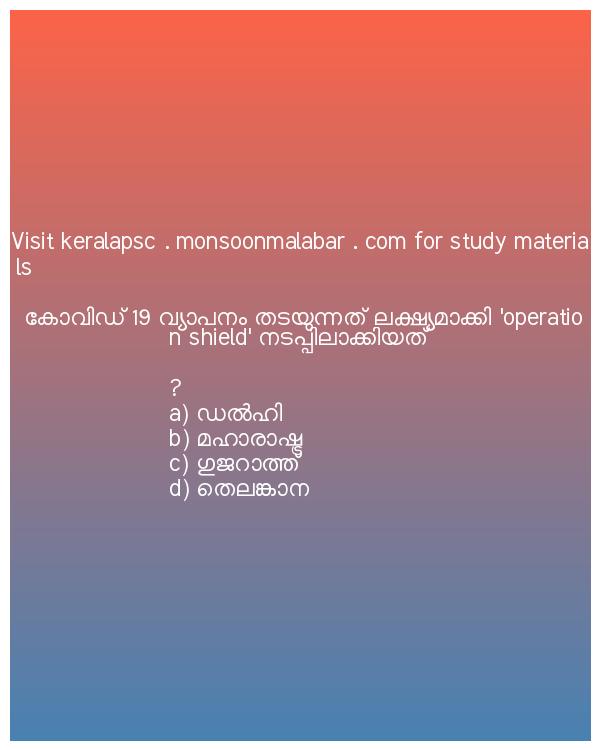 Visit keralapsc . monsoonmalabar . com for study materia
ls
കോവിഡ് 19 വ്യാപനം തടയുന്നത് ലക്ഷ്യമാക്കി 'operatio
n shield' നടപ്പിലാക്കിയത്
?
a) ഡൽഹി
b) മഹാരാഷ്ട്ര
c) ഗുജറാത്ത്
d) തെലങ്കാന